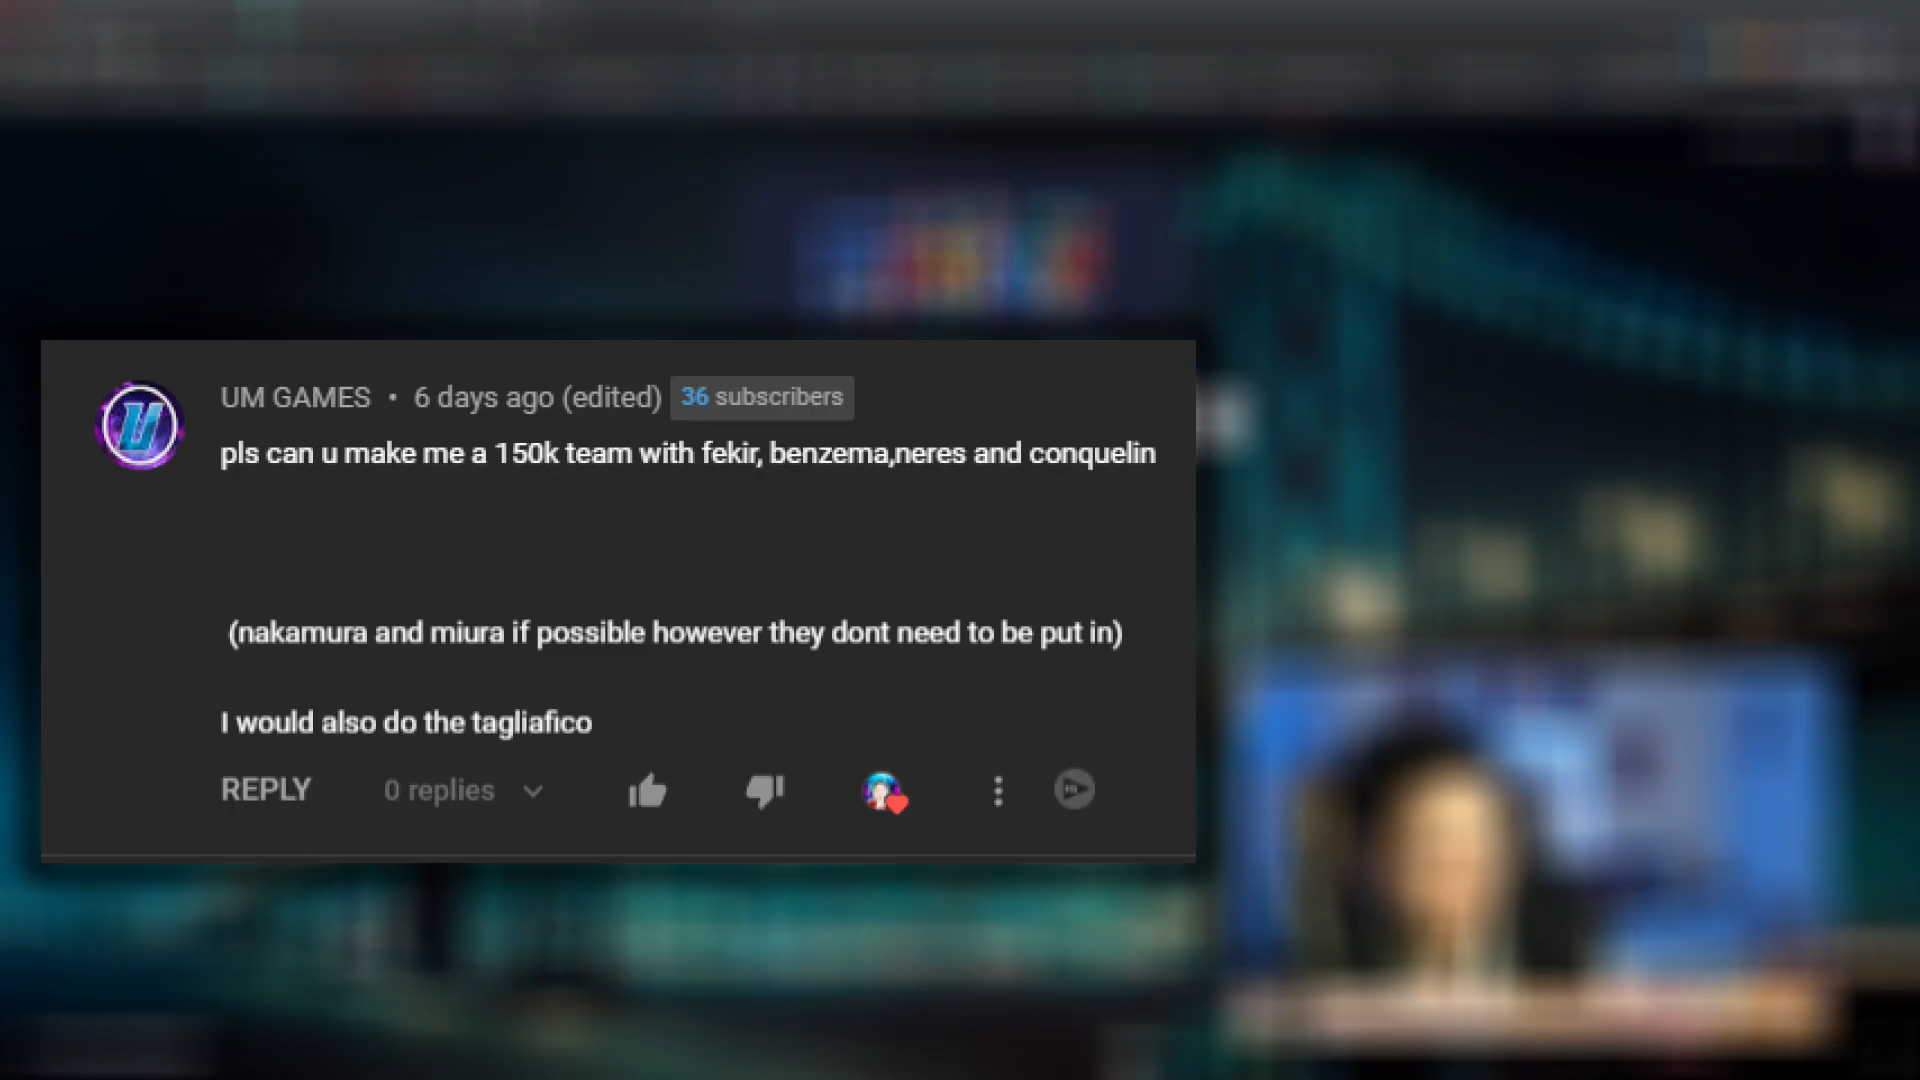 UM GAMES • 6 days ago (edited) 36 subscribers
pls can u make me a 150k team with fekir, benzema,neres and conquelin
(nakamura and miura if possible however they dont need to be put in)
I would also do the tagliafico
REPLY 0 replies